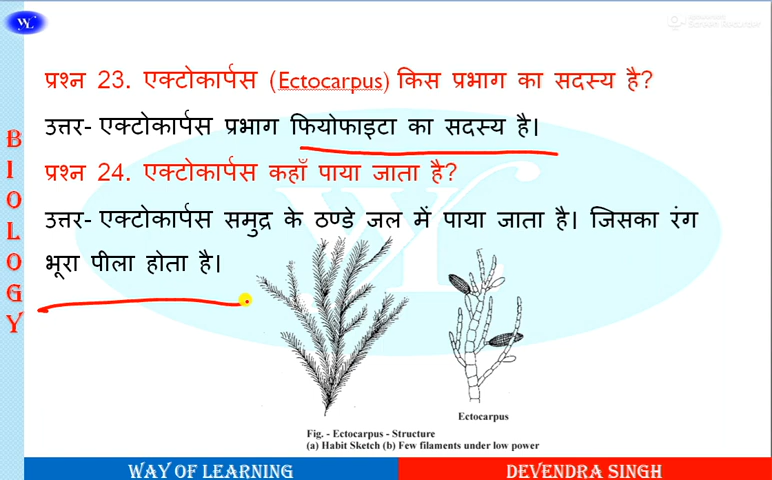 WL
प्रश्न 23. एक्टोकार्पस (Ectocarpus) किस प्रभाग का सदस्य है?
उत्तर- एक्टोकार्पस प्रभाग फियोफाइटा का सदस्य है।
प्रश्न 24. एक्टोकार्पस कहाँ पाया जाता है?
उत्तर- एक्टोकार्पस समुद्र के ठण्डे जल में पाया जाता है। जिसका रंग
भूरा पीला होता है।
BIOLOGY
Ectocarpus
Fig. - Ectocarpus - Structure
(a) Habit Sketch (b) Few filaments under low power
WAY OF LEARNING
DEVENDRA SINGH